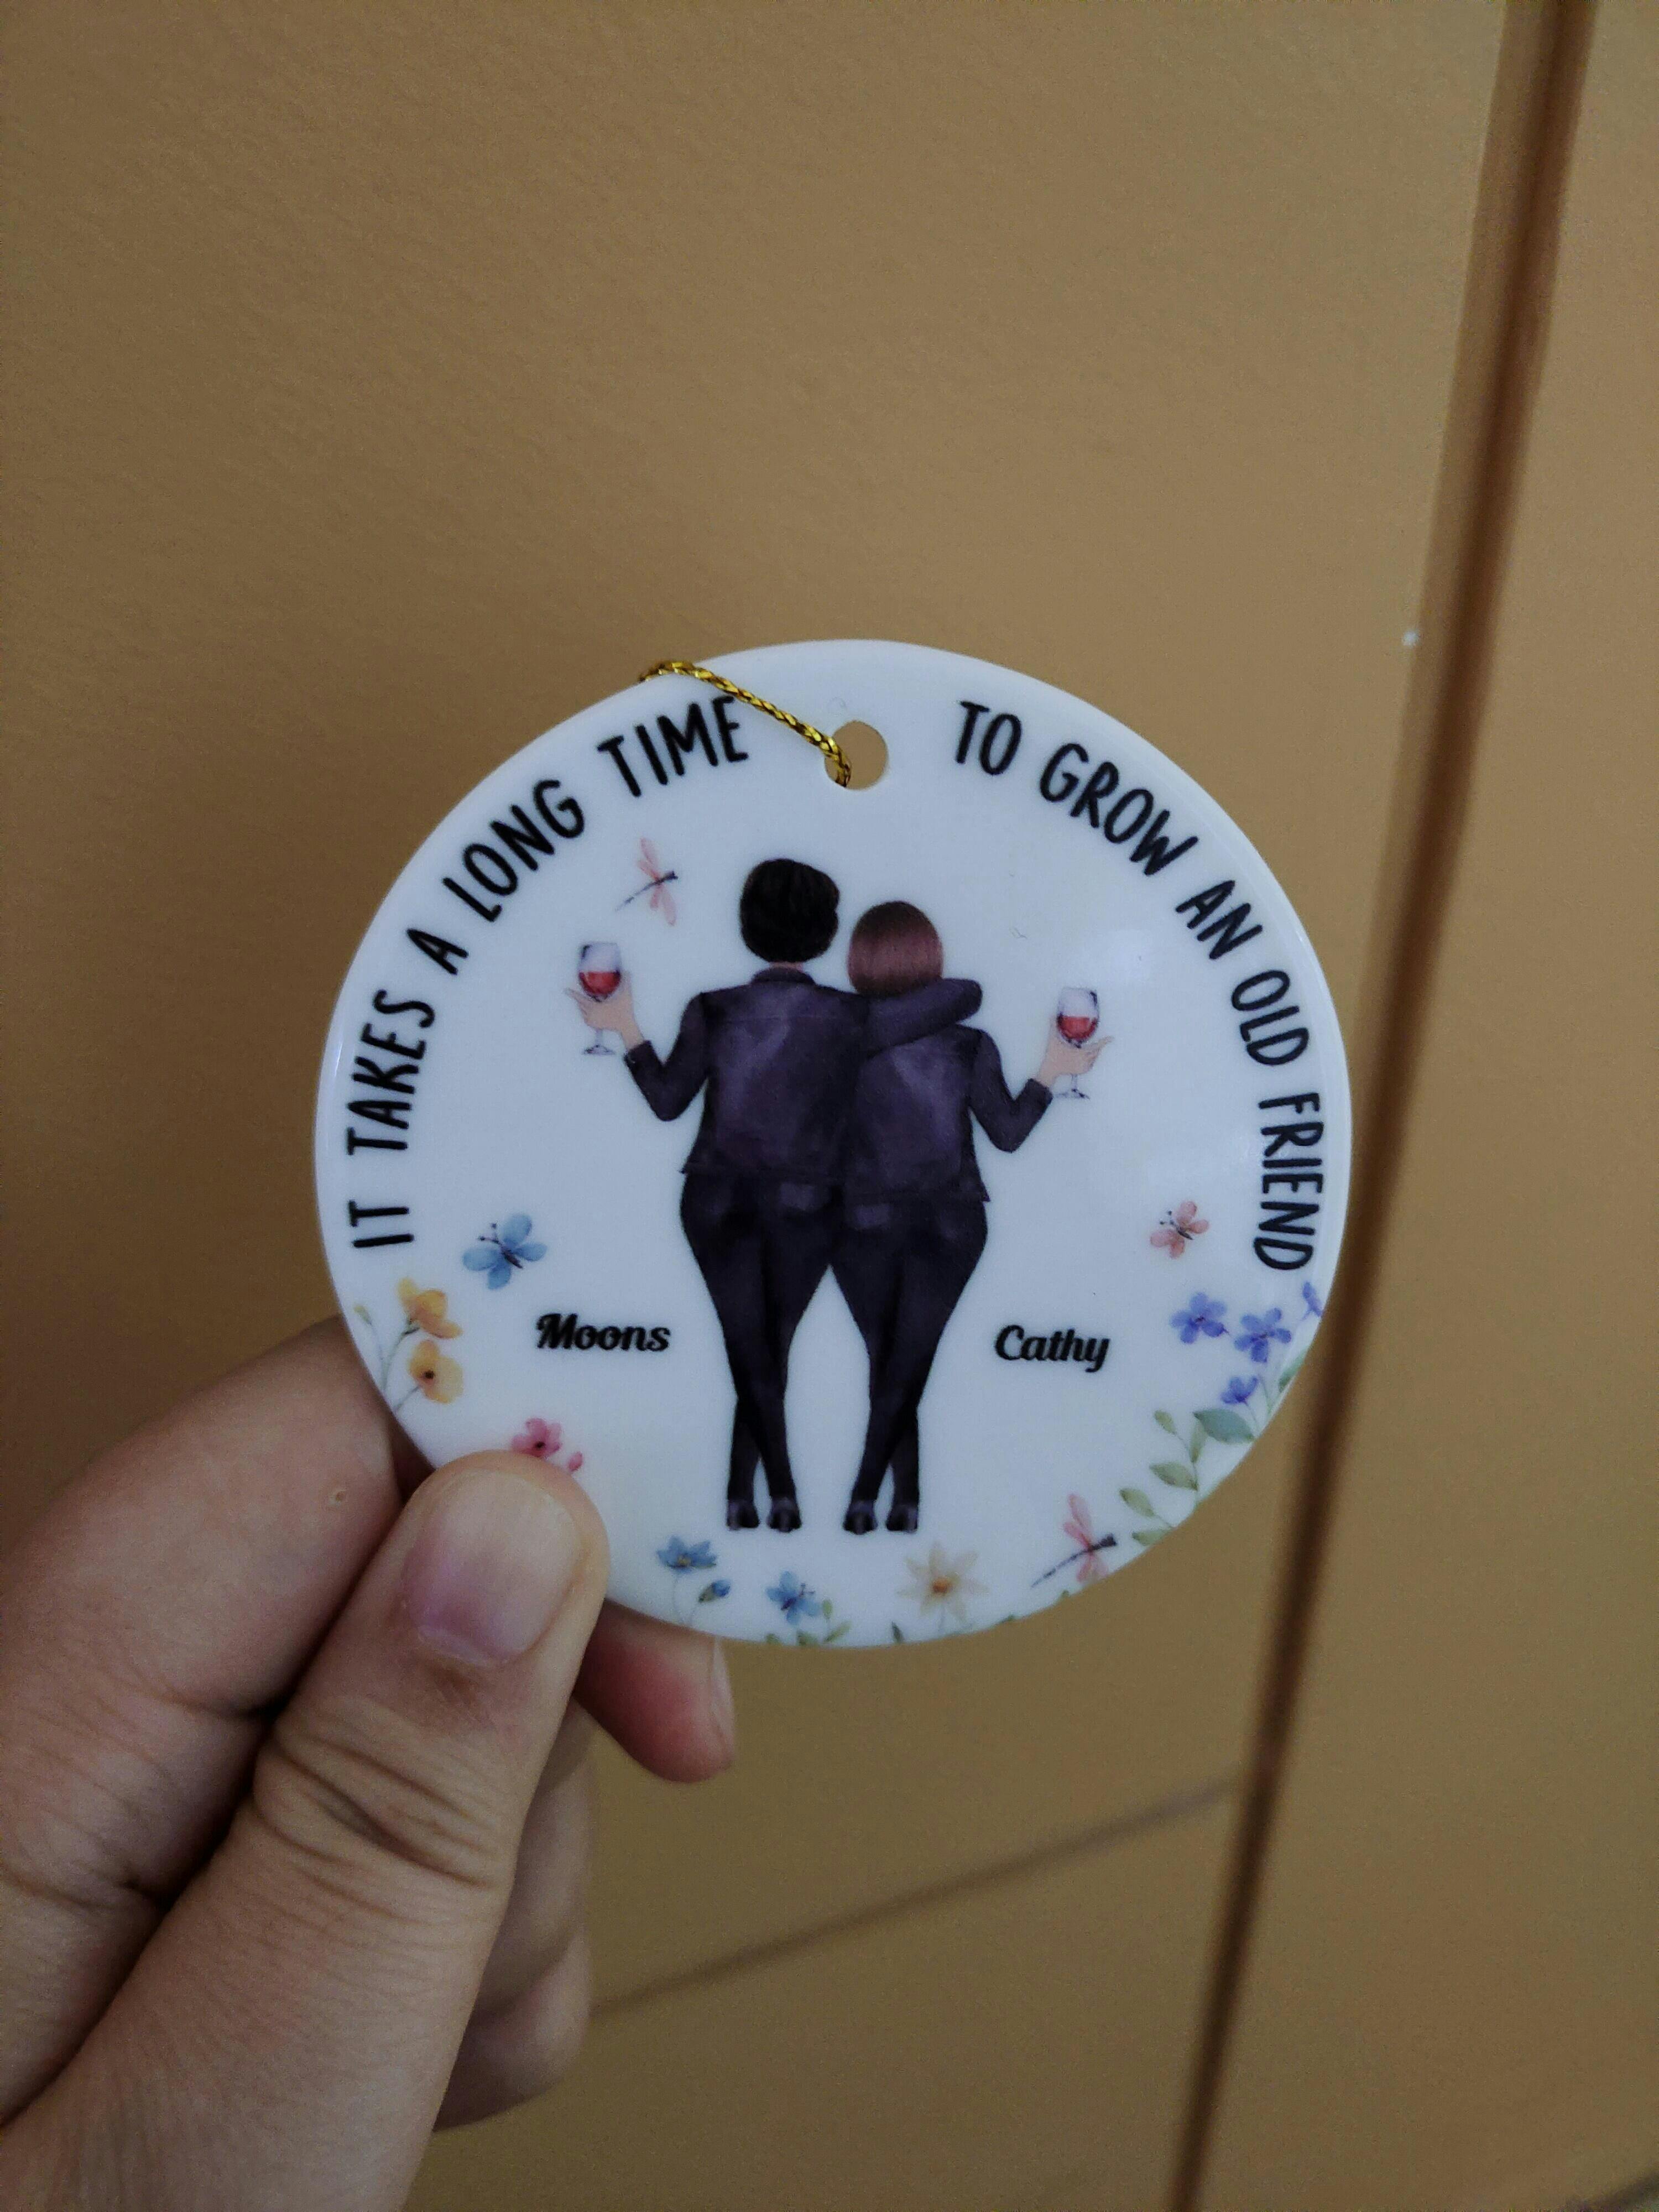 IT TAKES A LONG TIME TO GROW AN OLD FRIEND
Moons
Cathy